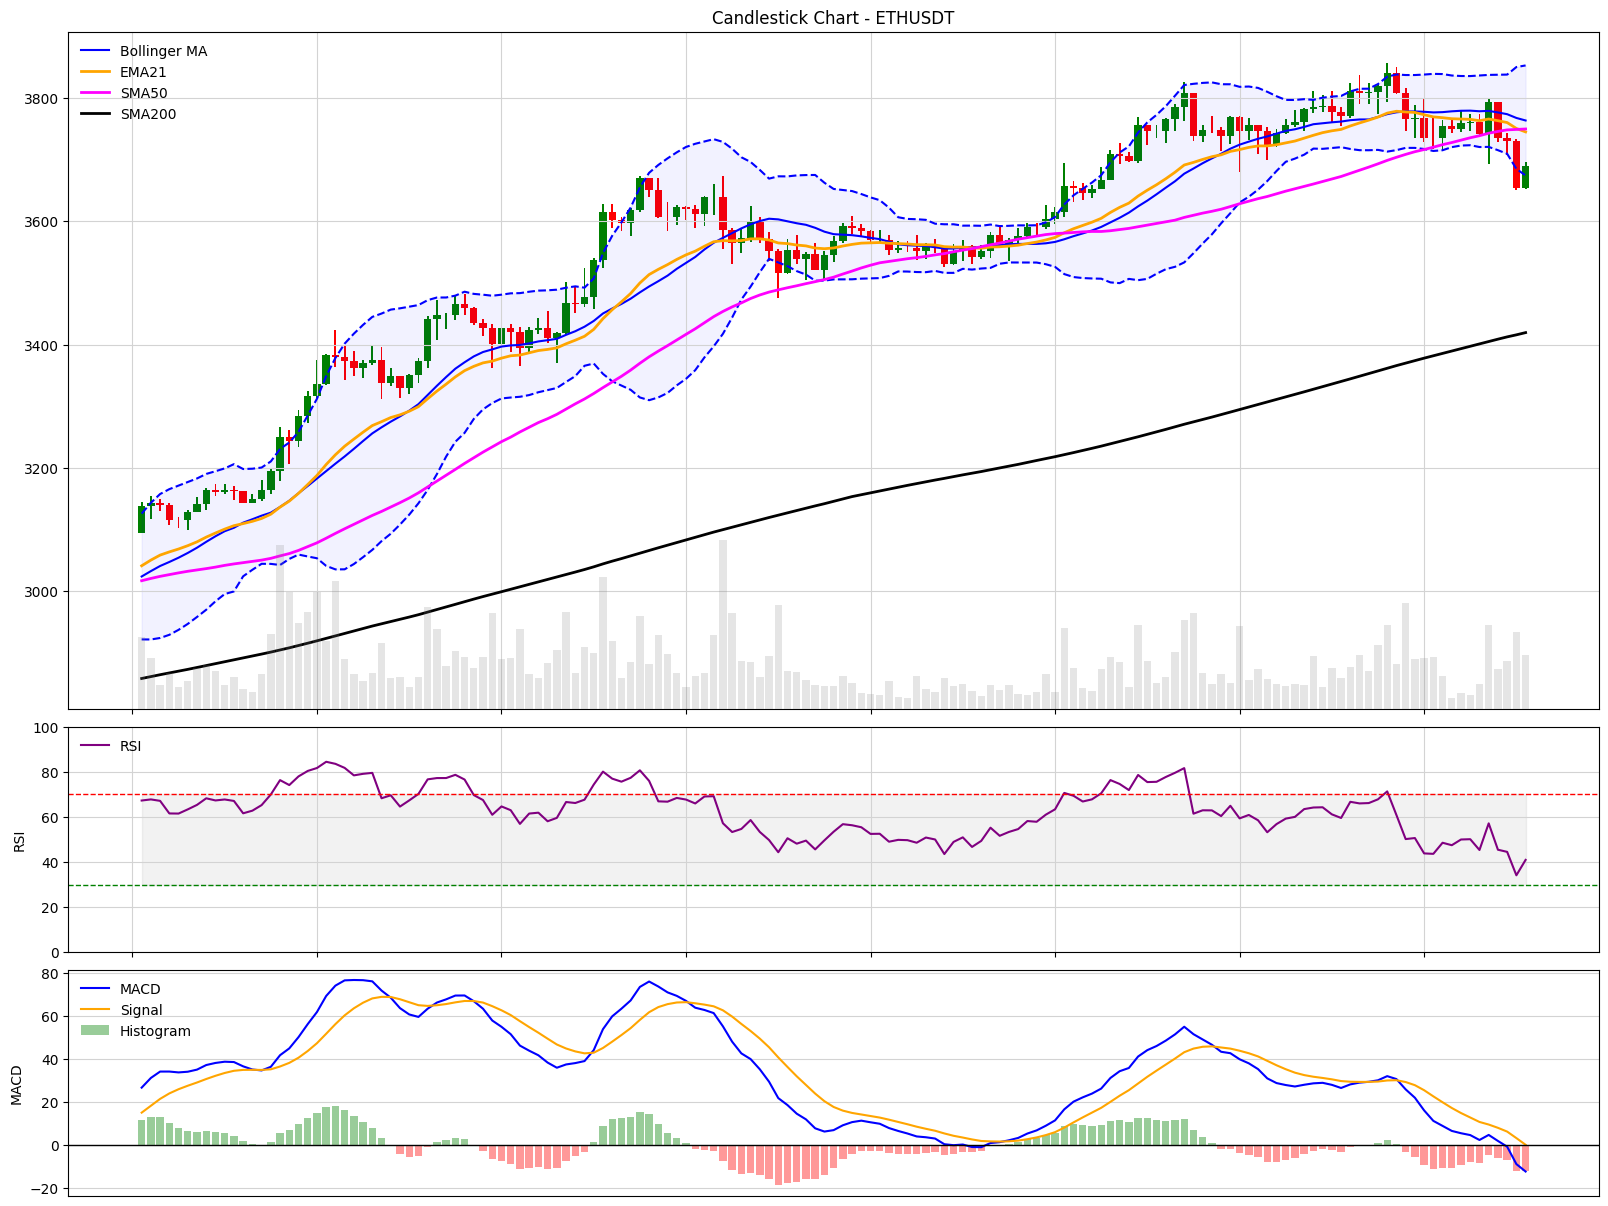 Candlestick Chart - ETHUSDT
Bollinger MA
EMA21
SMA50
SMA200
3800
3600
3400
3200
3000
RSI
100
80
60
40
20
0
RSI
MACD
Signal
Histogram
80
60
40
20
0
−20
MACD